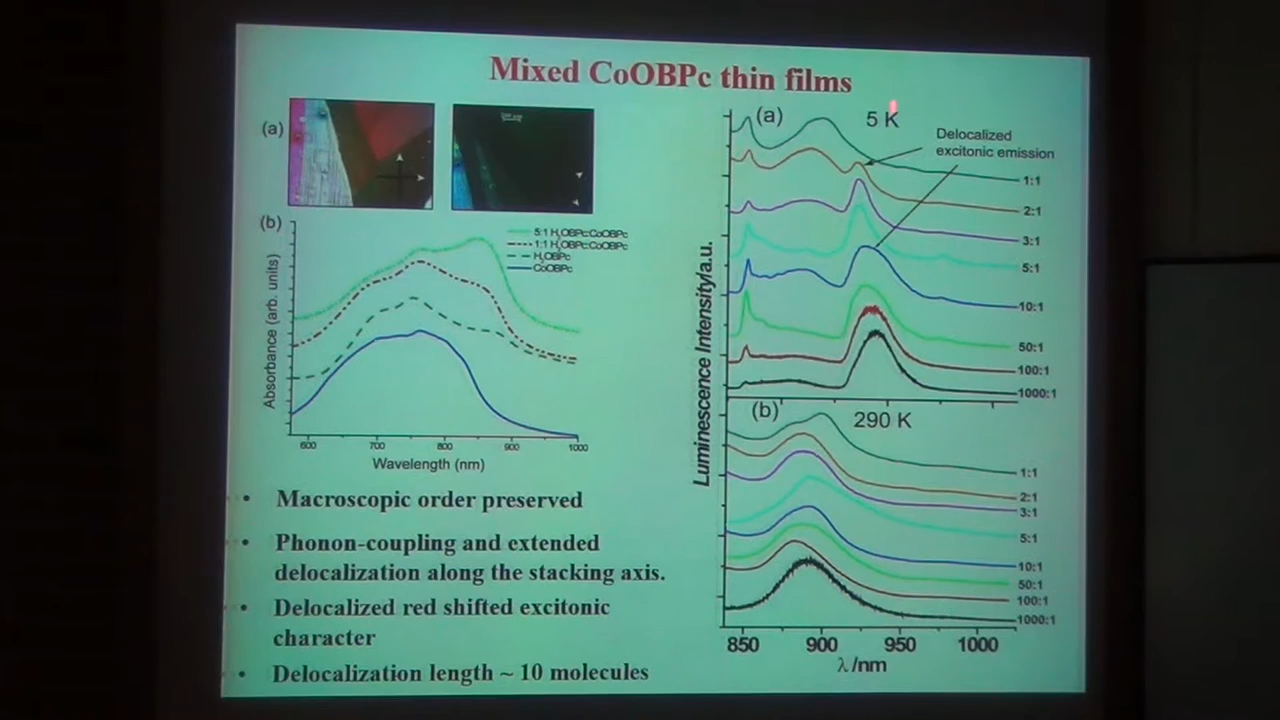 Mixed CoOBPc thin films
(a)
(b)
5:1 H2OBPc:CoOBPc
1:1 H2OBPc:CoOBPc
H2OBPc
CoOBPc
Absorbance (arb. units)
600 700 800 900 1000
Wavelength (nm)
• Macroscopic order preserved
• Phonon-coupling and extended
delocalization along the stacking axis.
• Delocalized red shifted excitonic
character
• Delocalization length ~ 10 molecules
(a) 5 K
Delocalized
excitonic emission
1:1
2:1
3:1
5:1
10:1
50:1
100:1
1000:1
Luminescence Intensity/a.u.
(b) 290 K
1:1
2:1
3:1
5:1
10:1
50:1
100:1
1000:1
850 900 950 1000
λ/nm